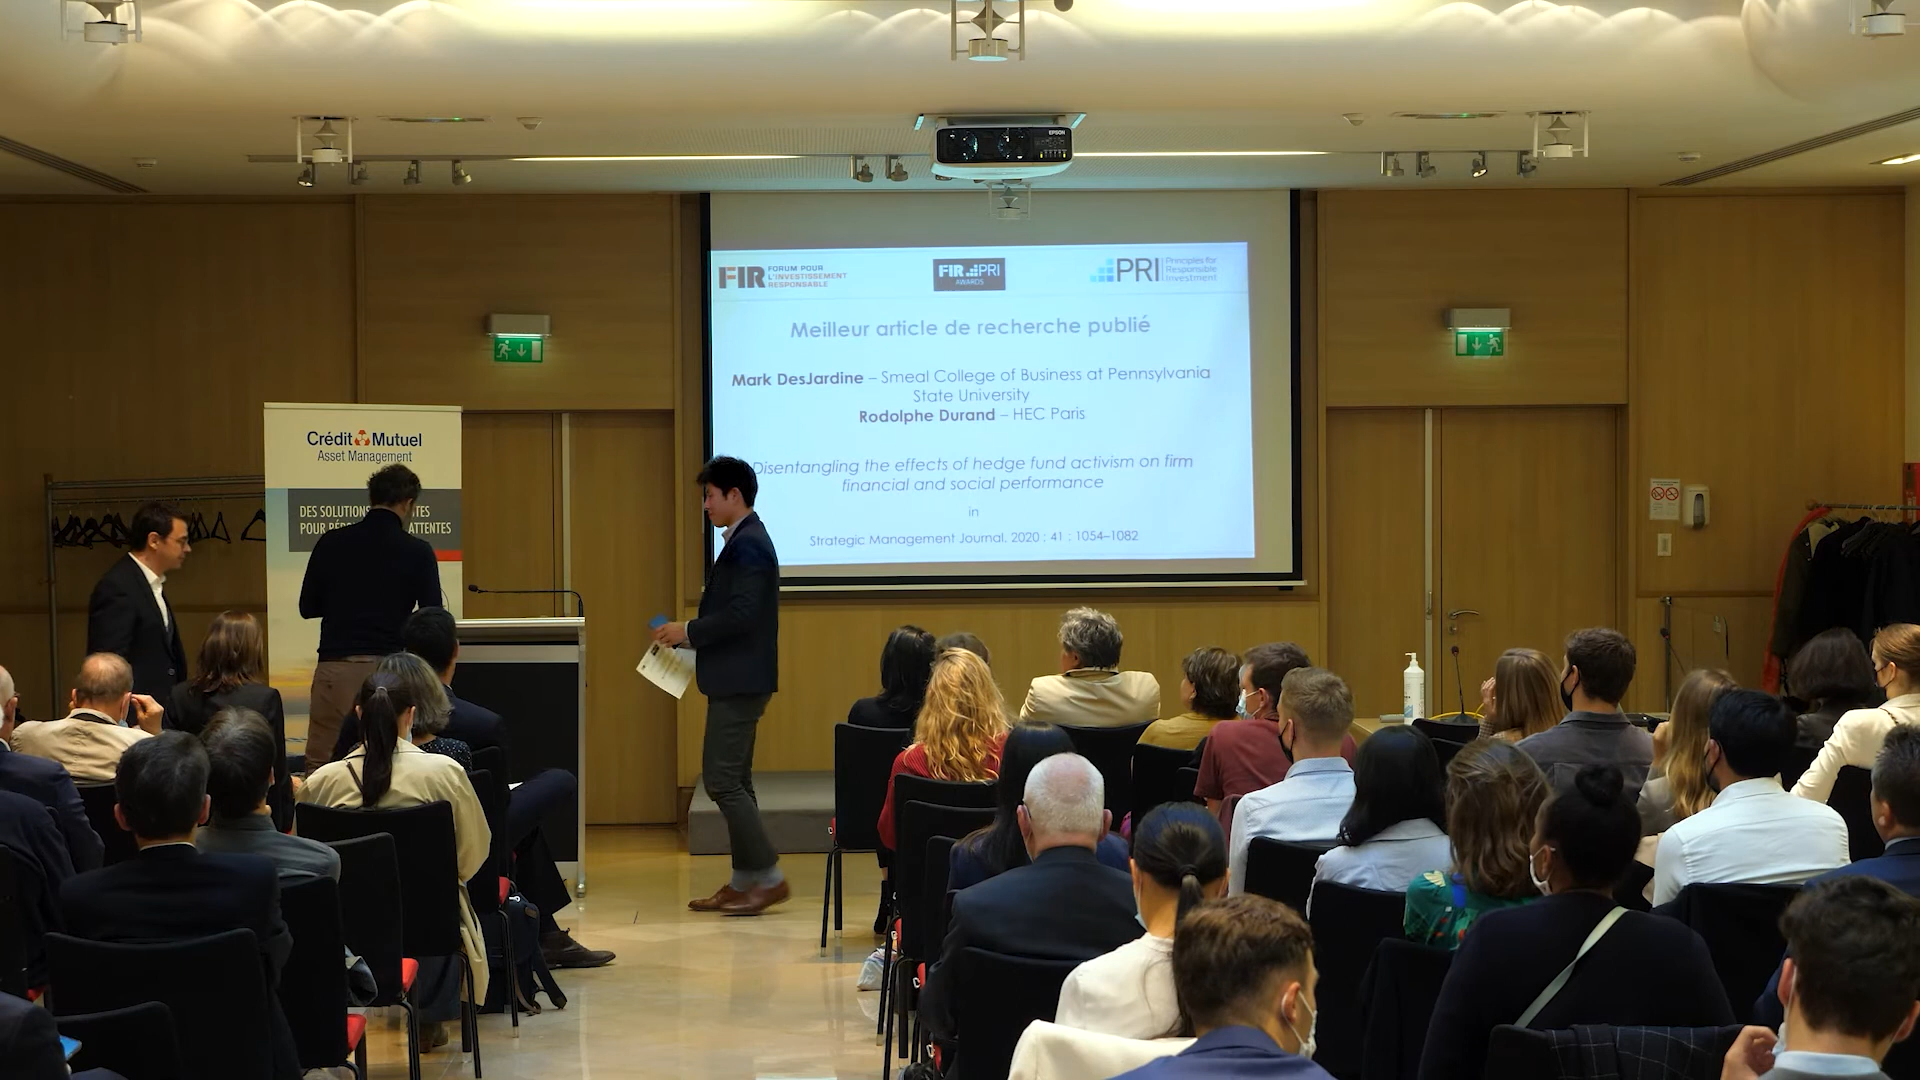 EPSON
FIR FORUM POUR
L'INVESTISSEMENT
RESPONSABLE
FIR PRI
AWARDS
PRI Principles for
Responsible
Investment
Meilleur article de recherche publié
Mark DesJardine – Smeal College of Business at Pennsylvania
State University
Rodolphe Durand – HEC Paris
Disentangling the effects of hedge fund activism on firm
financial and social performance
in
Strategic Management Journal. 2020 ; 41 : 1054–1082
Crédit Mutuel
Asset Management
DES SOLUTIONS
POUR
ATTENTES